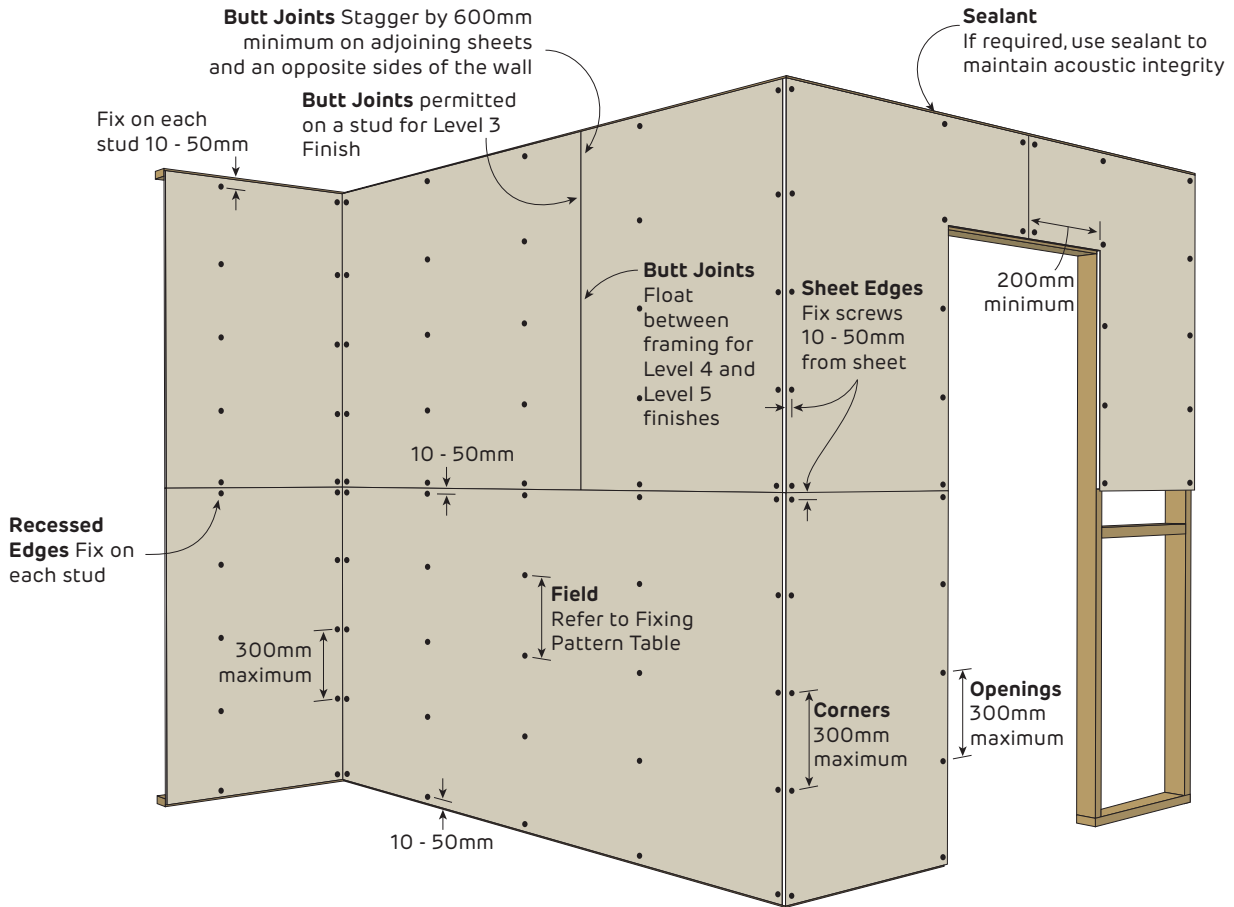 Butt Joints Stagger by 600mm
minimum on adjoining sheets
and an opposite sides of the wall
Sealant
If required, use sealant to
maintain acoustic integrity
Butt Joints permitted
on a stud for Level 3
Finish
Fix on each
stud 10 - 50mm
Butt Joints
Float
between
framing for
Level 4 and
Level 5
finishes
Sheet Edges
Fix screws
10 - 50mm
from sheet
200mm
minimum
10 - 50mm
Recessed
Edges Fix on
each stud
Field
Refer to Fixing
Pattern Table
300mm
maximum
Corners
300mm
maximum
Openings
300mm
maximum
10 - 50mm